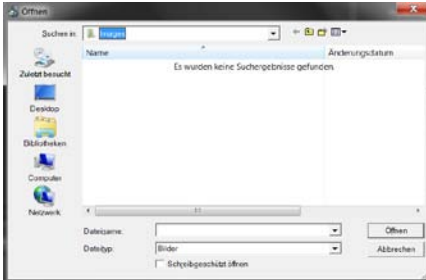 Öffnen
Suchen in:
Images
Name
Änderungsdatum
Es wurden keine Suchergebnisse gefunden.
Zuletzt besucht
Desktop
Bibliotheken
Computer
Netzwerk
Dateiname:
Öffnen
Dateityp:
Bilder
Abbrechen
Schreibgeschützt öffnen